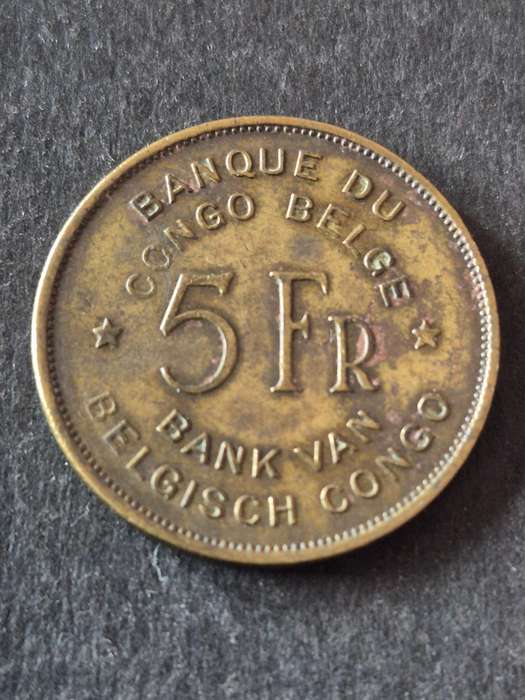 BANQUE DU
CONGO BELGE
5 FR
BANK VAN
BELGISCH CONGO